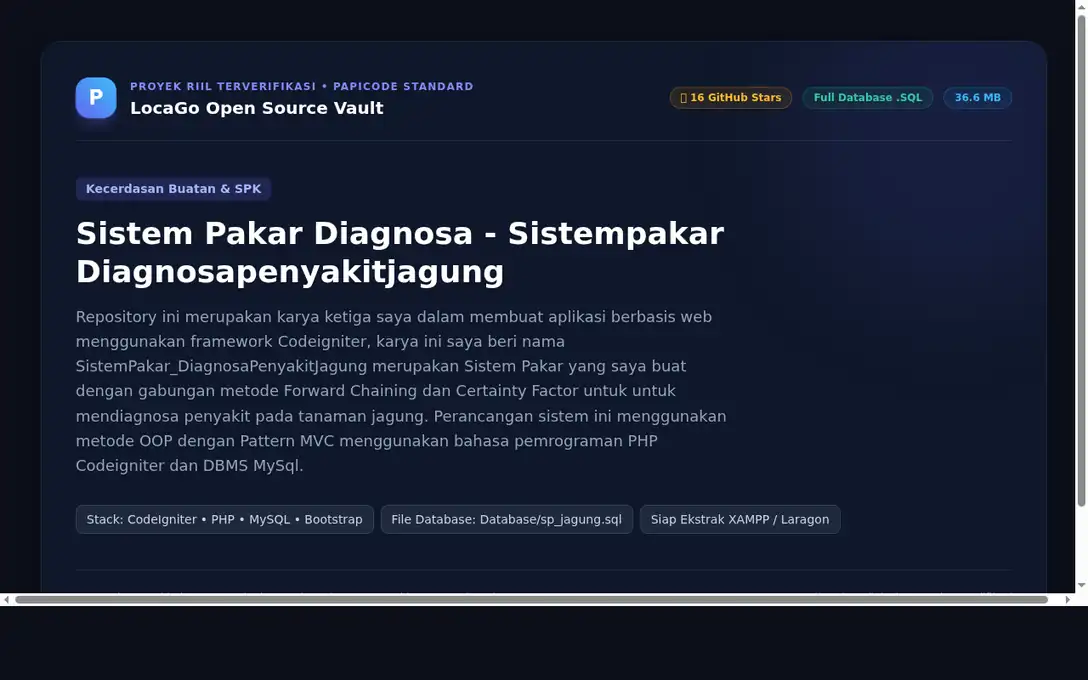 P
PROYEK RIIL TERVERIFIKASI • PAPICODE STANDARD
LocaGo Open Source Vault
16 GitHub Stars
Full Database .SQL
36.6 MB
Kecerdasan Buatan & SPK
Sistem Pakar Diagnosa - Sistempakar
Diagnosapenyakitjagung
Repository ini merupakan karya ketiga saya dalam membuat aplikasi berbasis web
menggunakan framework Codeigniter, karya ini saya beri nama
SistemPakar_DiagnosaPenyakitJagung merupakan Sistem Pakar yang saya buat
dengan gabungan metode Forward Chaining dan Certainty Factor untuk untuk
mendiagnosa penyakit pada tanaman jagung. Perancangan sistem ini menggunakan
metode OOP dengan Pattern MVC menggunakan bahasa pemrograman PHP
Codeigniter dan DBMS MySql.
Stack: CodeIgniter • PHP • MySQL • Bootstrap
File Database: Database/sp_jagung.sql
Siap Ekstrak XAMPP / Laragon